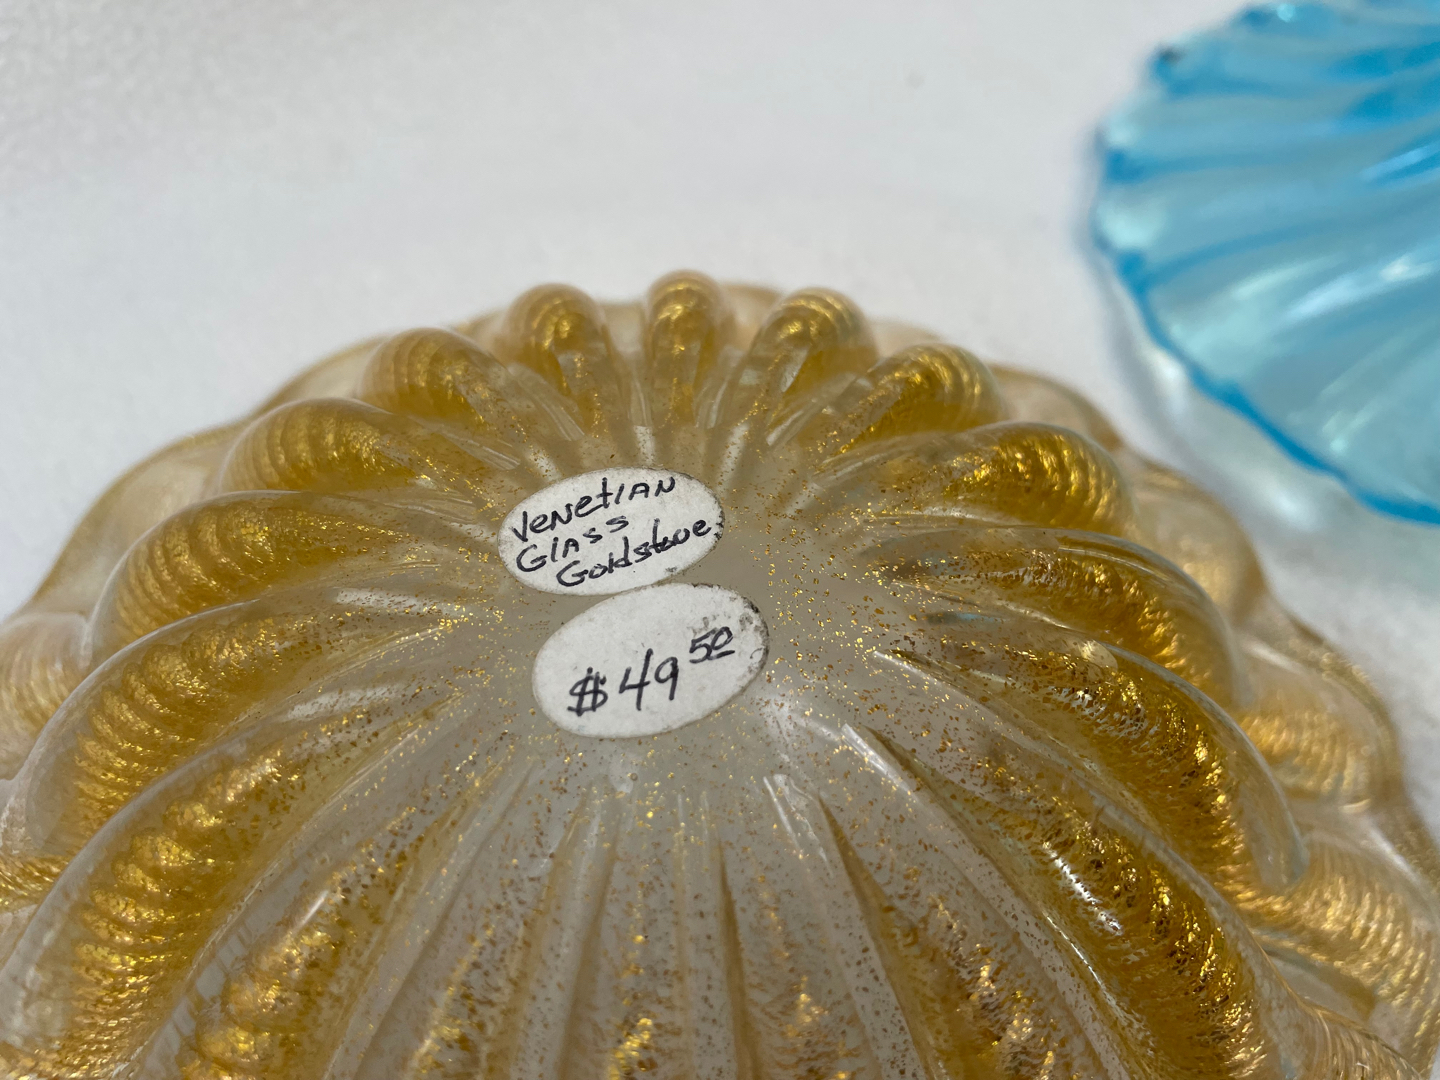 VeNetIAN
GlAss
Goldstone
$49 50